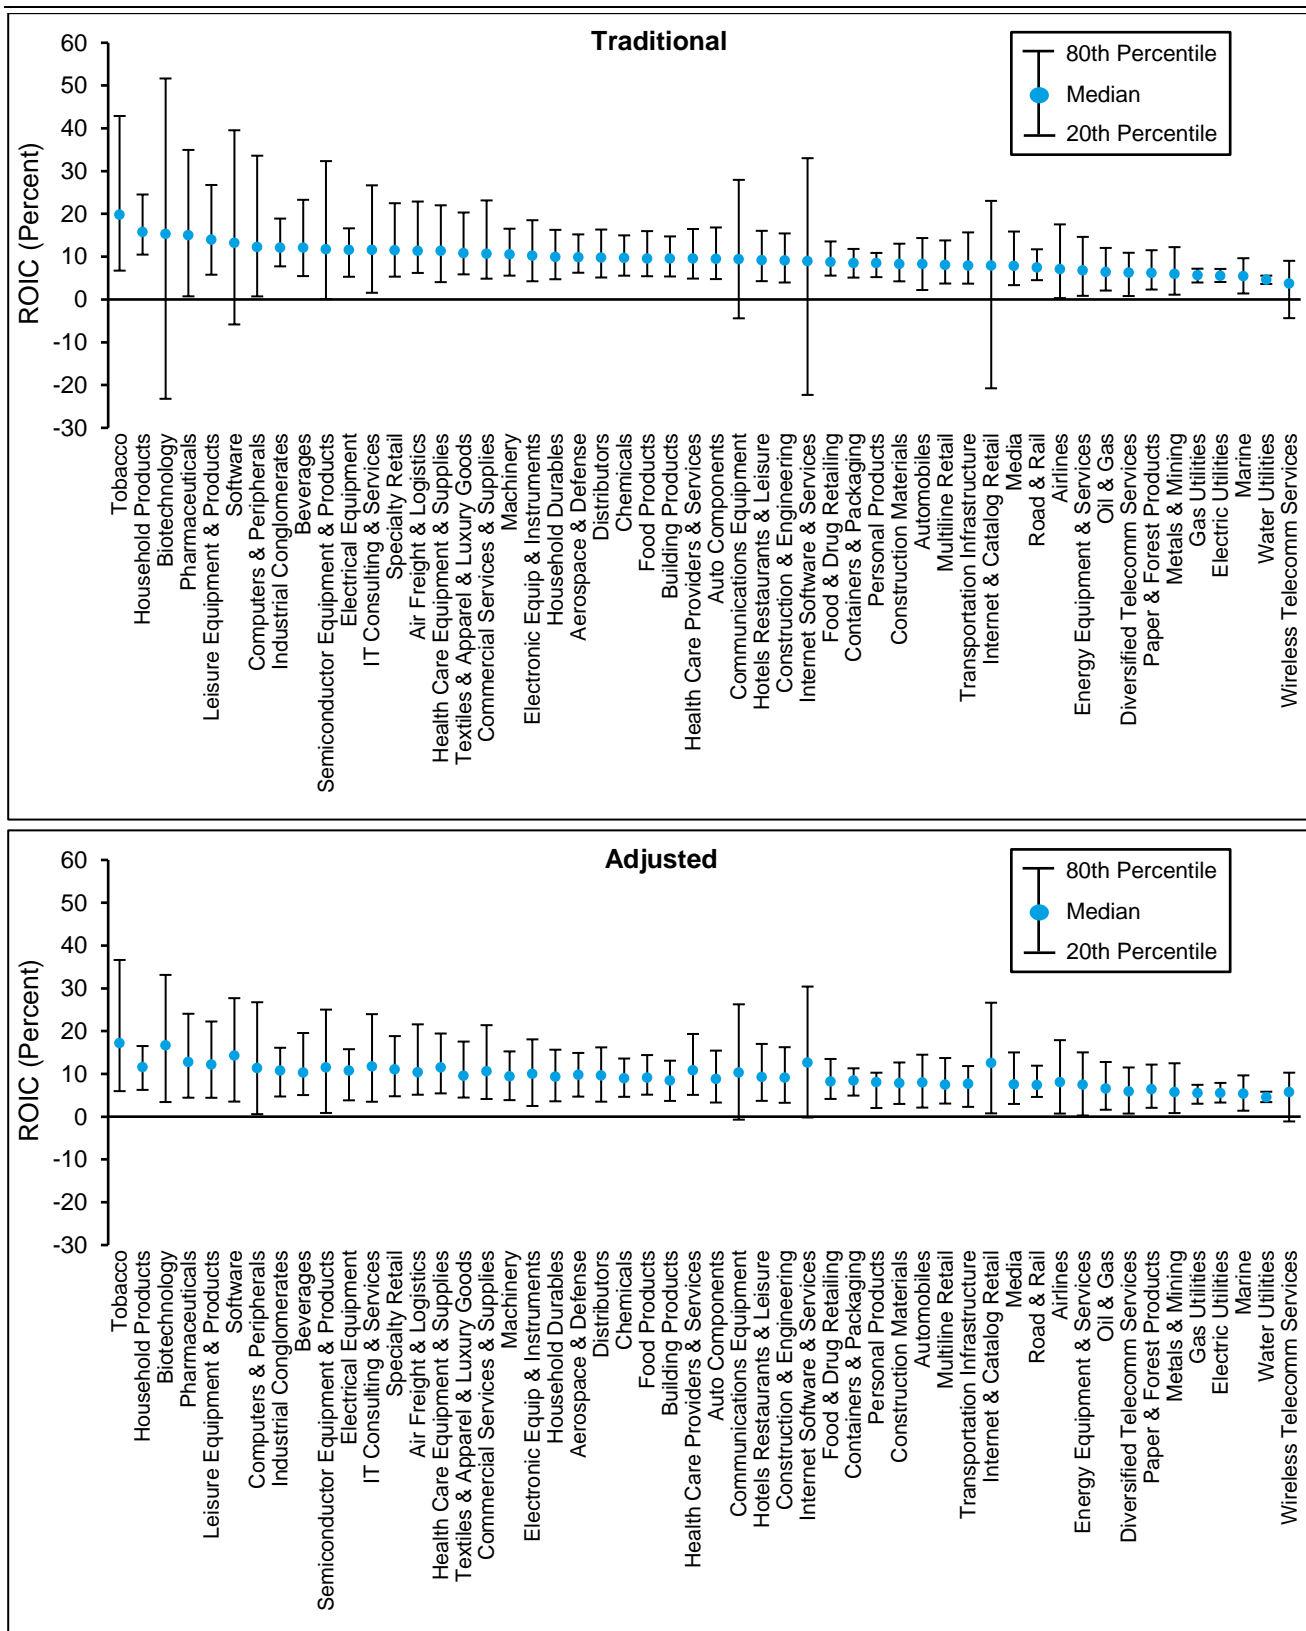 Traditional
80th Percentile
Median
20th Percentile
ROIC (Percent)
60
50
40
30
20
10
0
-10
-20
-30
Tobacco
Household Products
Biotechnology
Pharmaceuticals
Leisure Equipment & Products
Software
Computers & Peripherals
Industrial Conglomerates
Beverages
Semiconductor Equipment & Products
Electrical Equipment
IT Consulting & Services
Specialty Retail
Air Freight & Logistics
Health Care Equipment & Supplies
Textiles & Apparel & Luxury Goods
Commercial Services & Supplies
Machinery
Electronic Equip & Instruments
Household Durables
Aerospace & Defense
Distributors
Chemicals
Food Products
Building Products
Health Care Providers & Services
Auto Components
Communications Equipment
Hotels Restaurants & Leisure
Construction & Engineering
Internet Software & Services
Food & Drug Retailing
Containers & Packaging
Personal Products
Construction Materials
Automobiles
Multiline Retail
Transportation Infrastructure
Internet & Catalog Retail
Media
Road & Rail
Airlines
Energy Equipment & Services
Oil & Gas
Diversified Telecomm Services
Paper & Forest Products
Metals & Mining
Gas Utilities
Electric Utilities
Marine
Water Utilities
Wireless Telecomm Services
Adjusted
80th Percentile
Median
20th Percentile
ROIC (Percent)
60
50
40
30
20
10
0
-10
-20
-30
Tobacco
Household Products
Biotechnology
Pharmaceuticals
Leisure Equipment & Products
Software
Computers & Peripherals
Industrial Conglomerates
Beverages
Semiconductor Equipment & Products
Electrical Equipment
IT Consulting & Services
Specialty Retail
Air Freight & Logistics
Health Care Equipment & Supplies
Textiles & Apparel & Luxury Goods
Commercial Services & Supplies
Machinery
Electronic Equip & Instruments
Household Durables
Aerospace & Defense
Distributors
Chemicals
Food Products
Building Products
Health Care Providers & Services
Auto Components
Communications Equipment
Hotels Restaurants & Leisure
Construction & Engineering
Internet Software & Services
Food & Drug Retailing
Containers & Packaging
Personal Products
Construction Materials
Automobiles
Multiline Retail
Transportation Infrastructure
Internet & Catalog Retail
Media
Road & Rail
Airlines
Energy Equipment & Services
Oil & Gas
Diversified Telecomm Services
Paper & Forest Products
Metals & Mining
Gas Utilities
Electric Utilities
Marine
Water Utilities
Wireless Telecomm Services